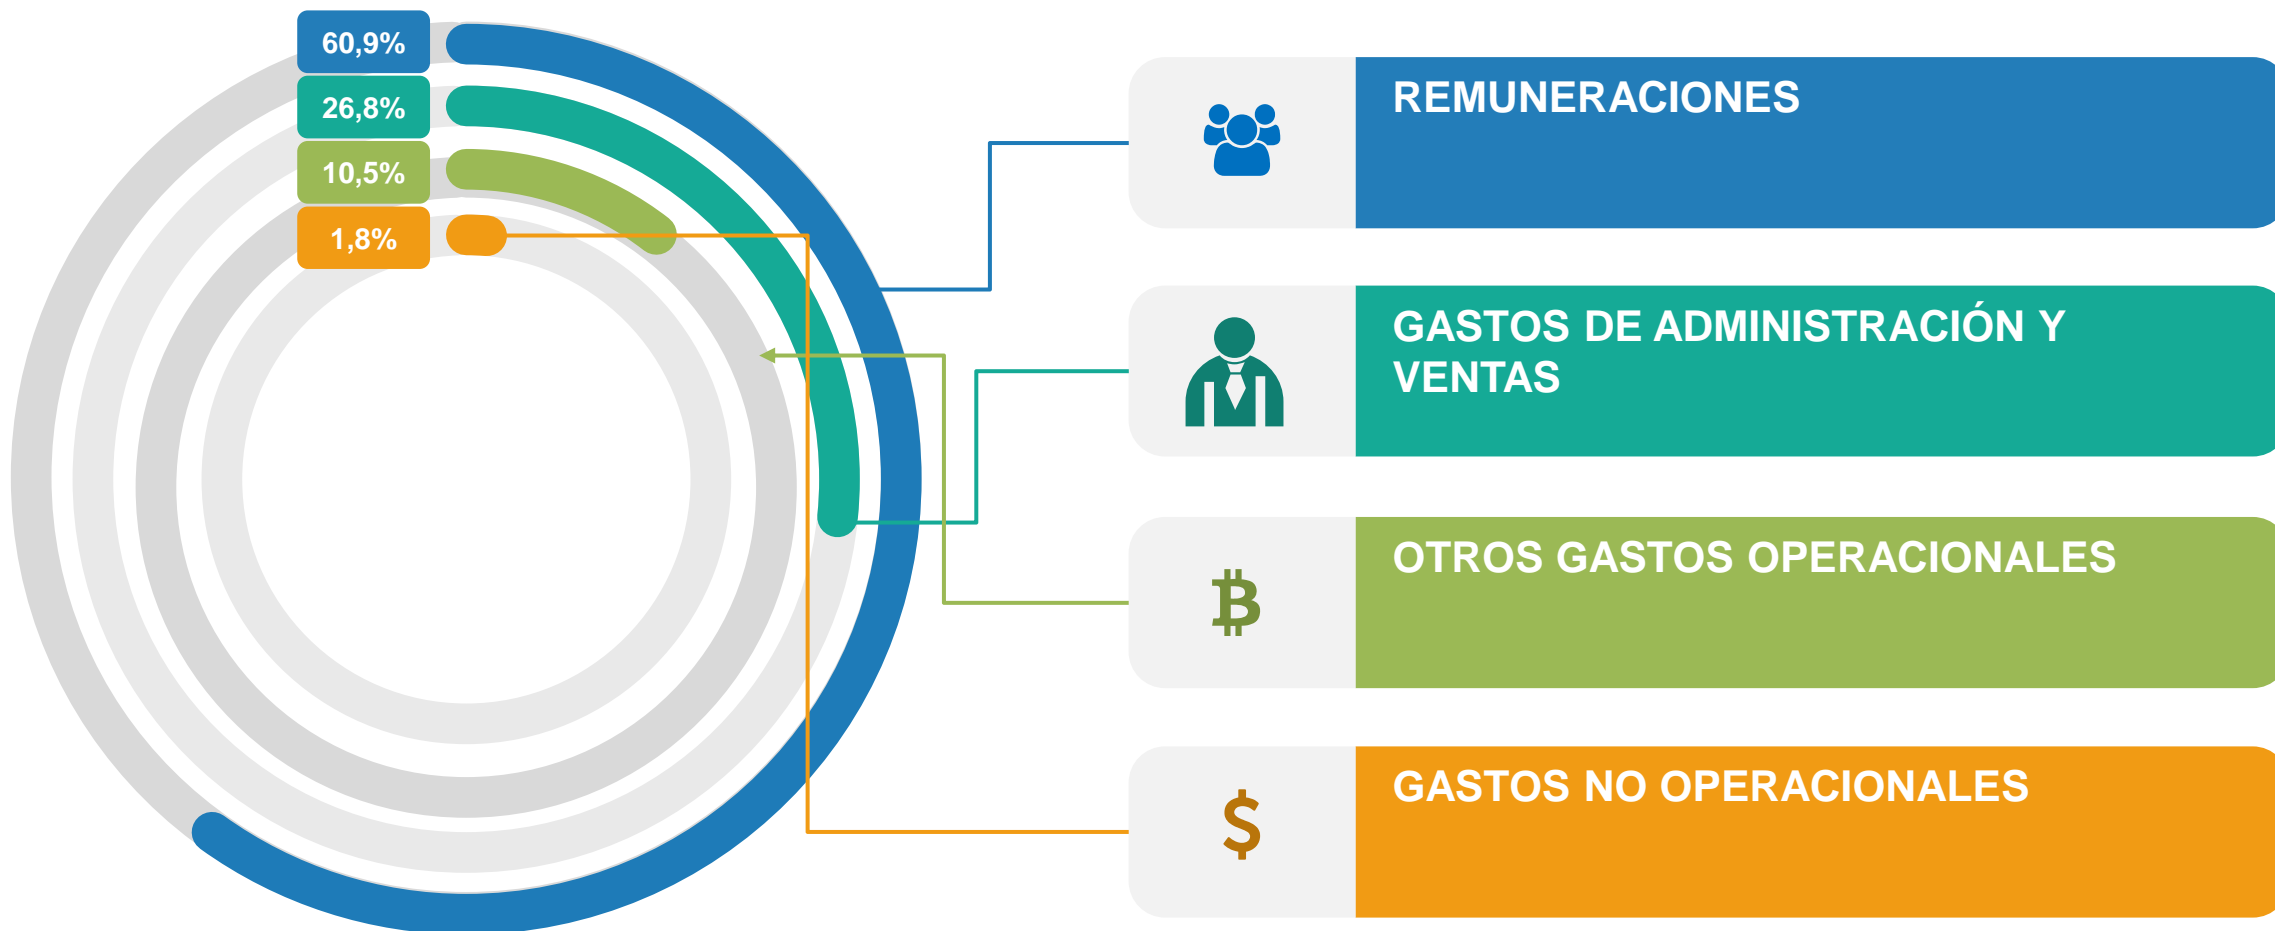 60,9%
26,8%
10,5%
1,8%
REMUNERACIONES
GASTOS DE ADMINISTRACIÓN Y
VENTAS
OTROS GASTOS OPERACIONALES
GASTOS NO OPERACIONALES